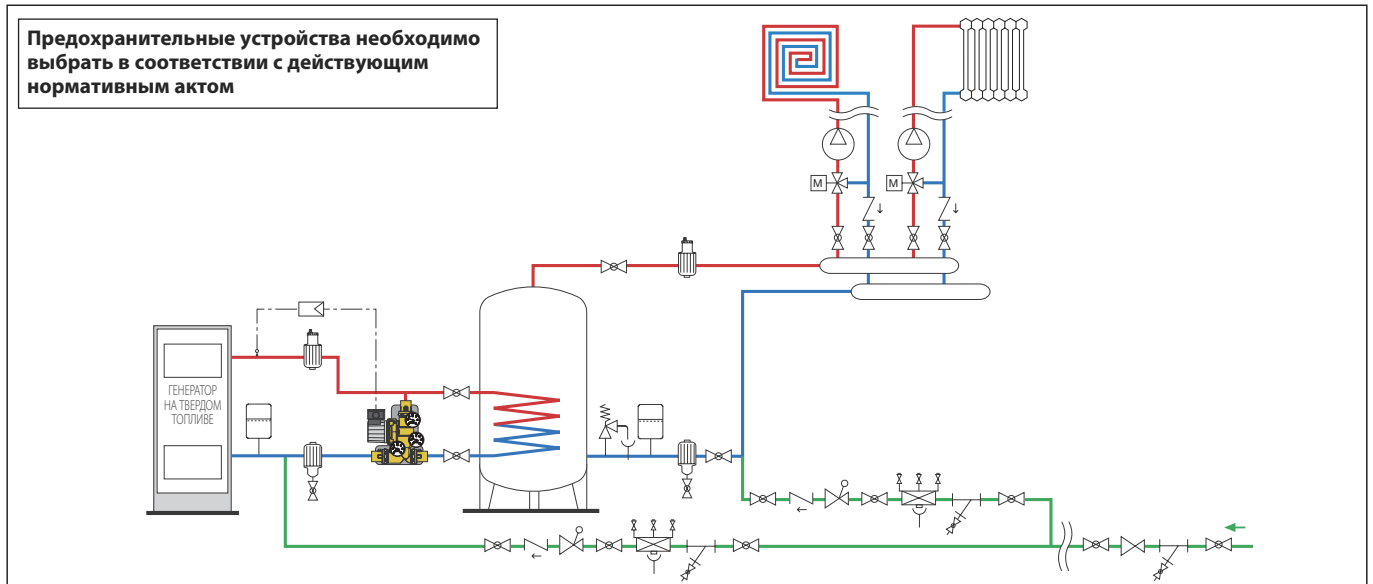 Предохранительные устройства необходимо
выбрать в соответствии с действующим
нормативным актом
M
M
ГЕНЕРАТОР
НА ТВЕРДОМ
ТОПЛИВЕ